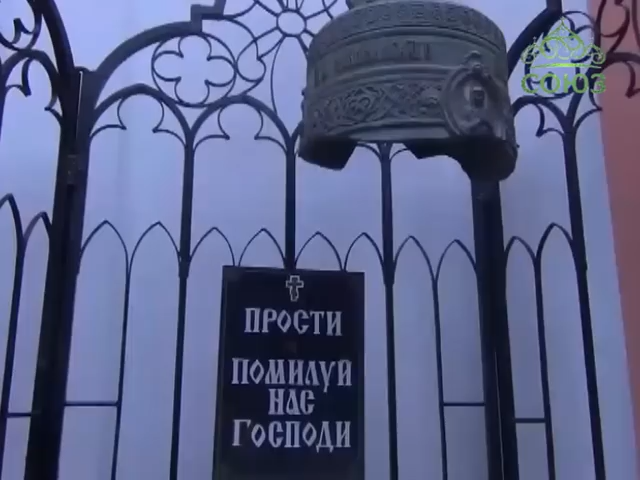 СОЮЗ
ПРОСТИ
ПОМИЛУЙ
НАС
ГОСПОДИ